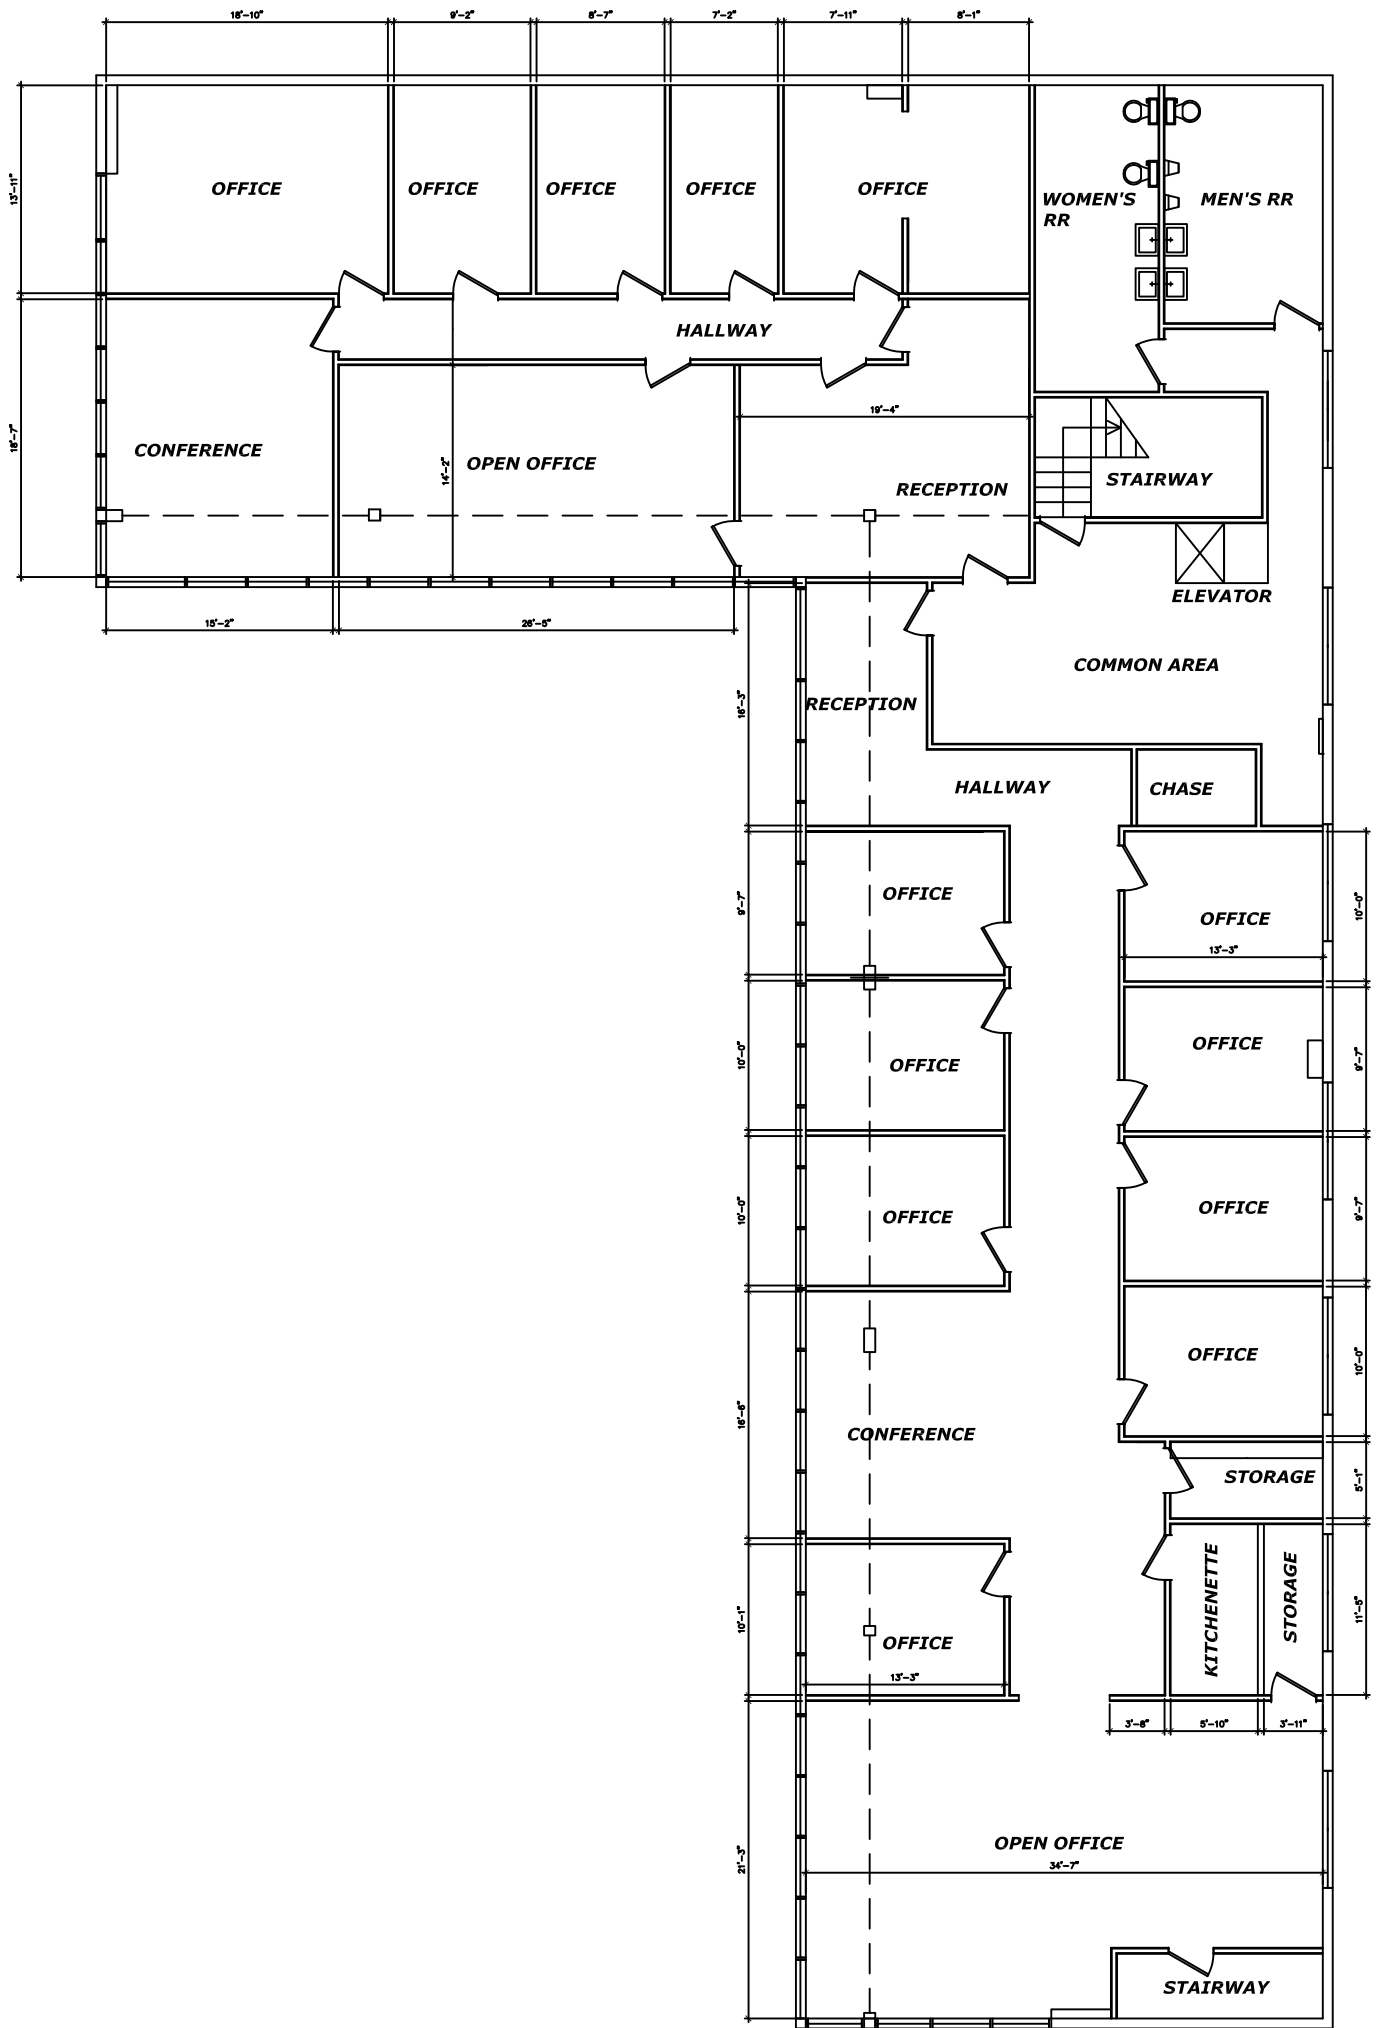 18'-10"
9'-2"
8'-7"
7'-2"
7'-11"
8'-1"
13'-11"
OFFICE
OFFICE
OFFICE
OFFICE
OFFICE
WOMEN'S
RR
MEN'S RR
HALLWAY
18'-7"
19'-4"
CONFERENCE
OPEN OFFICE
14'-2"
RECEPTION
STAIRWAY
ELEVATOR
15'-2"
26'-5"
COMMON AREA
16'-3"
RECEPTION
HALLWAY
CHASE
9'-7"
OFFICE
OFFICE
10'-0"
13'-3"
10'-0"
OFFICE
OFFICE
9'-7"
10'-0"
OFFICE
OFFICE
9'-7"
OFFICE
10'-0"
16'-6"
CONFERENCE
STORAGE
5'-1"
KITCHENETTE
STORAGE
11'-5"
10'-1"
OFFICE
13'-3"
3'-8"
5'-10"
3'-11"
OPEN OFFICE
34'-7"
21'-3"
STAIRWAY